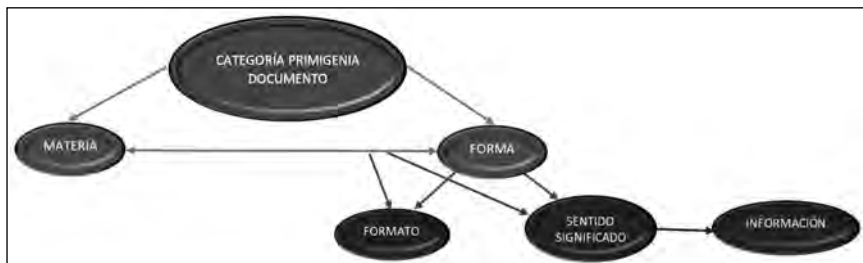 CATEGORÍA PRIMIGENIA
DOCUMENTO
MATERIA
FORMA
FORMATO
SENTIDO
SIGNIFICADO
INFORMACIÓN